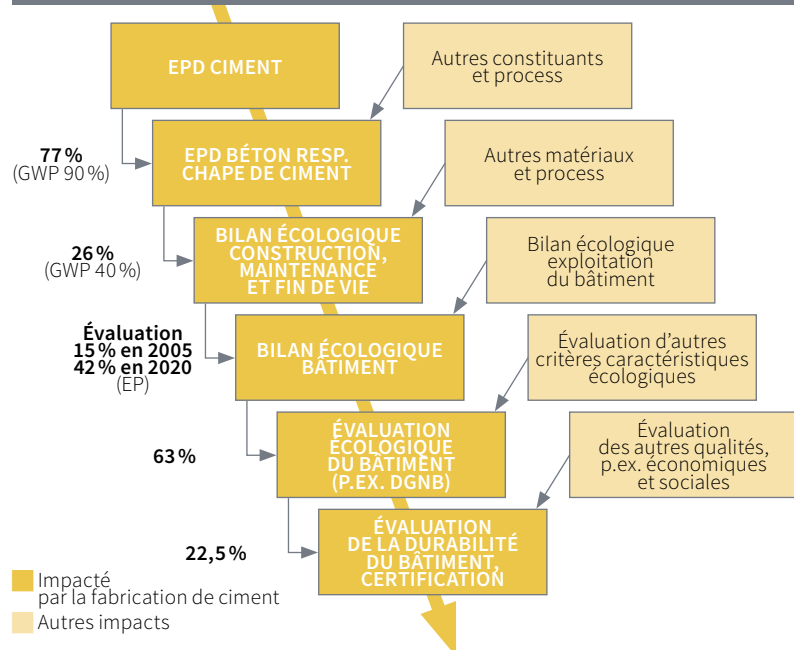 EPD CIMENT
Autres constituants
et process
77 %
(GWP 90 %)
EPD BÉTON RESP.
CHAPE DE CIMENT
Autres matériaux
et process
26 %
(GWP 40 %)
BILAN ÉCOLOGIQUE
CONSTRUCTION,
MAINTENANCE
ET FIN DE VIE
Bilan écologique
exploitation
du bâtiment
Évaluation
15 % en 2005
42 % en 2020
(EP)
BILAN ÉCOLOGIQUE
BÂTIMENT
Évaluation d’autres
critères caractéristiques
écologiques
63 %
ÉVALUATION
ÉCOLOGIQUE
DU BÂTIMENT
(P.EX. DGNB)
Évaluation
des autres qualités,
p.ex. économiques
et sociales
22,5 %
ÉVALUATION
DE LA DURABILITÉ
DU BÂTIMENT,
CERTIFICATION
Impacté
par la fabrication de ciment
Autres impacts